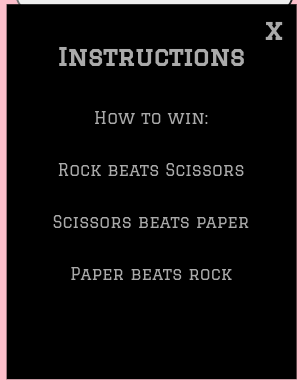 X
Instructions
How to win:
Rock beats Scissors
Scissors beats paper
Paper beats rock